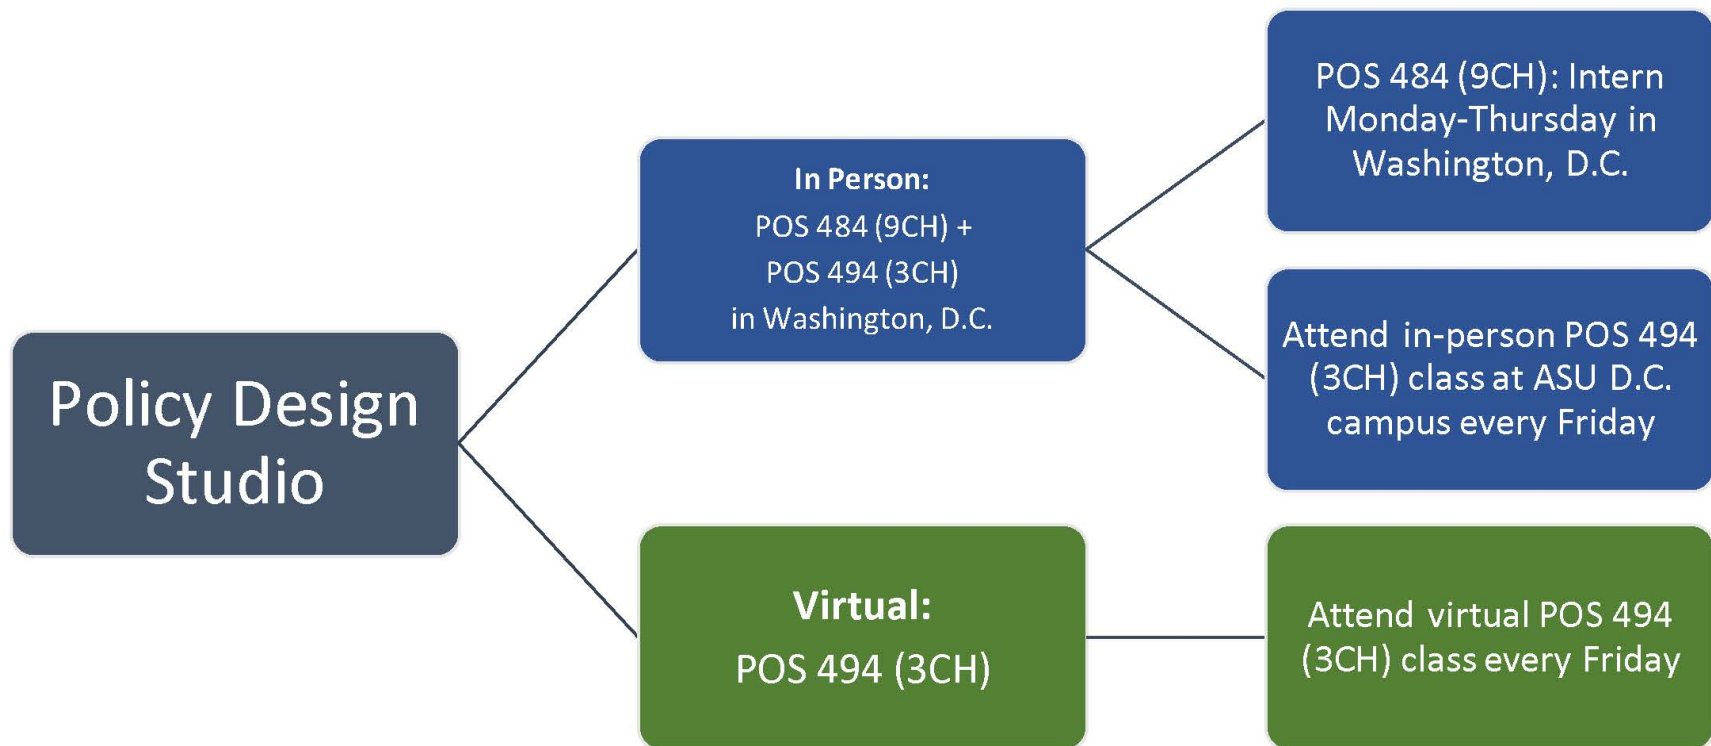 Policy Design
Studio
In Person:
POS 484 (9CH) +
POS 494 (3CH)
in Washington, D.C.
POS 484 (9CH): Intern
Monday-Thursday in
Washington, D.C.
Attend in-person POS 494
(3CH) class at ASU D.C.
campus every Friday
Virtual:
POS 494 (3CH)
Attend virtual POS 494
(3CH) class every Friday